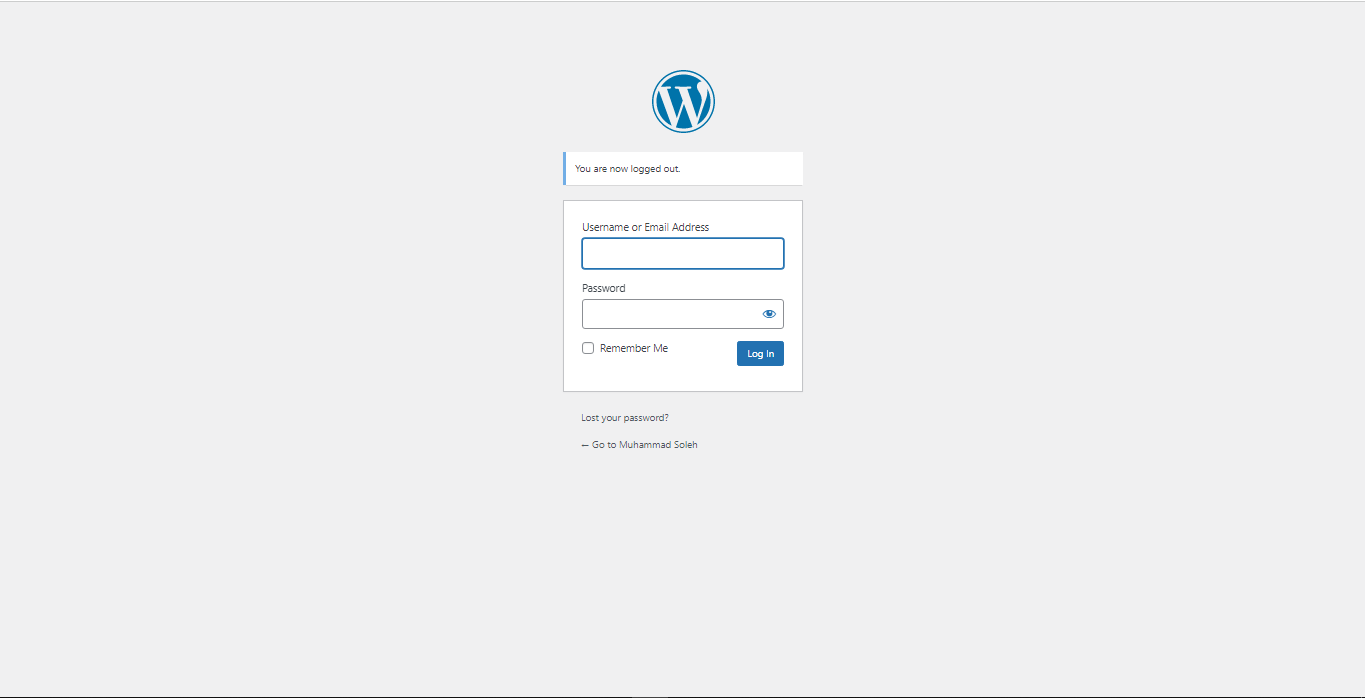 You are now logged out.
Username or Email Address
Password
Remember Me
Log In
Lost your password?
← Go to Muhammad Soleh